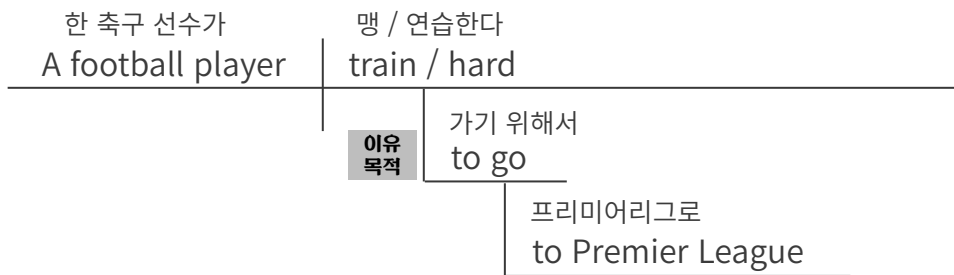 한 축구 선수가 맹 / 연습한다
A football player train / hard
가기 위해서
이유
목적
to go
프리미어리그로
to Premier League